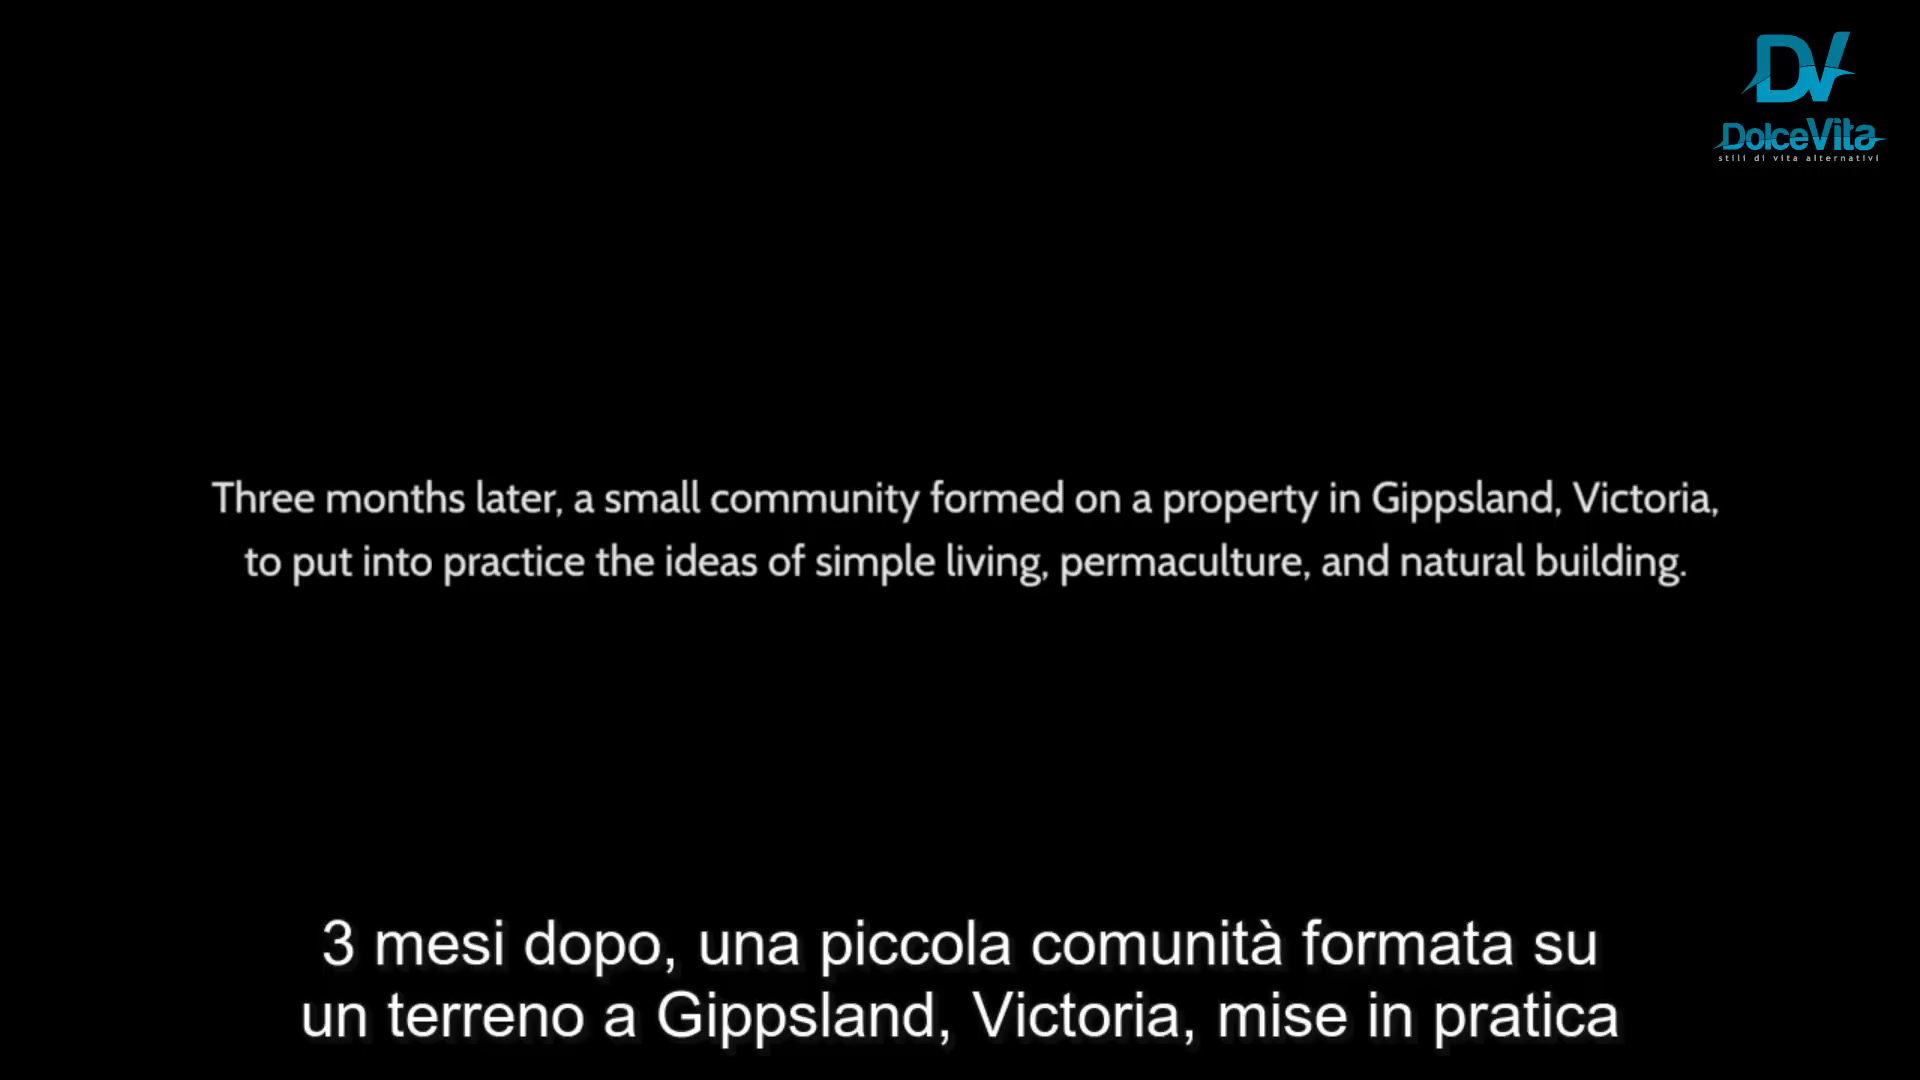 DV
DolceVita
stili di vita alternativi
Three months later, a small community formed on a property in Gippsland, Victoria,
to put into practice the ideas of simple living, permaculture, and natural building.
3 mesi dopo, una piccola comunità formata su
un terreno a Gippsland, Victoria, mise in pratica